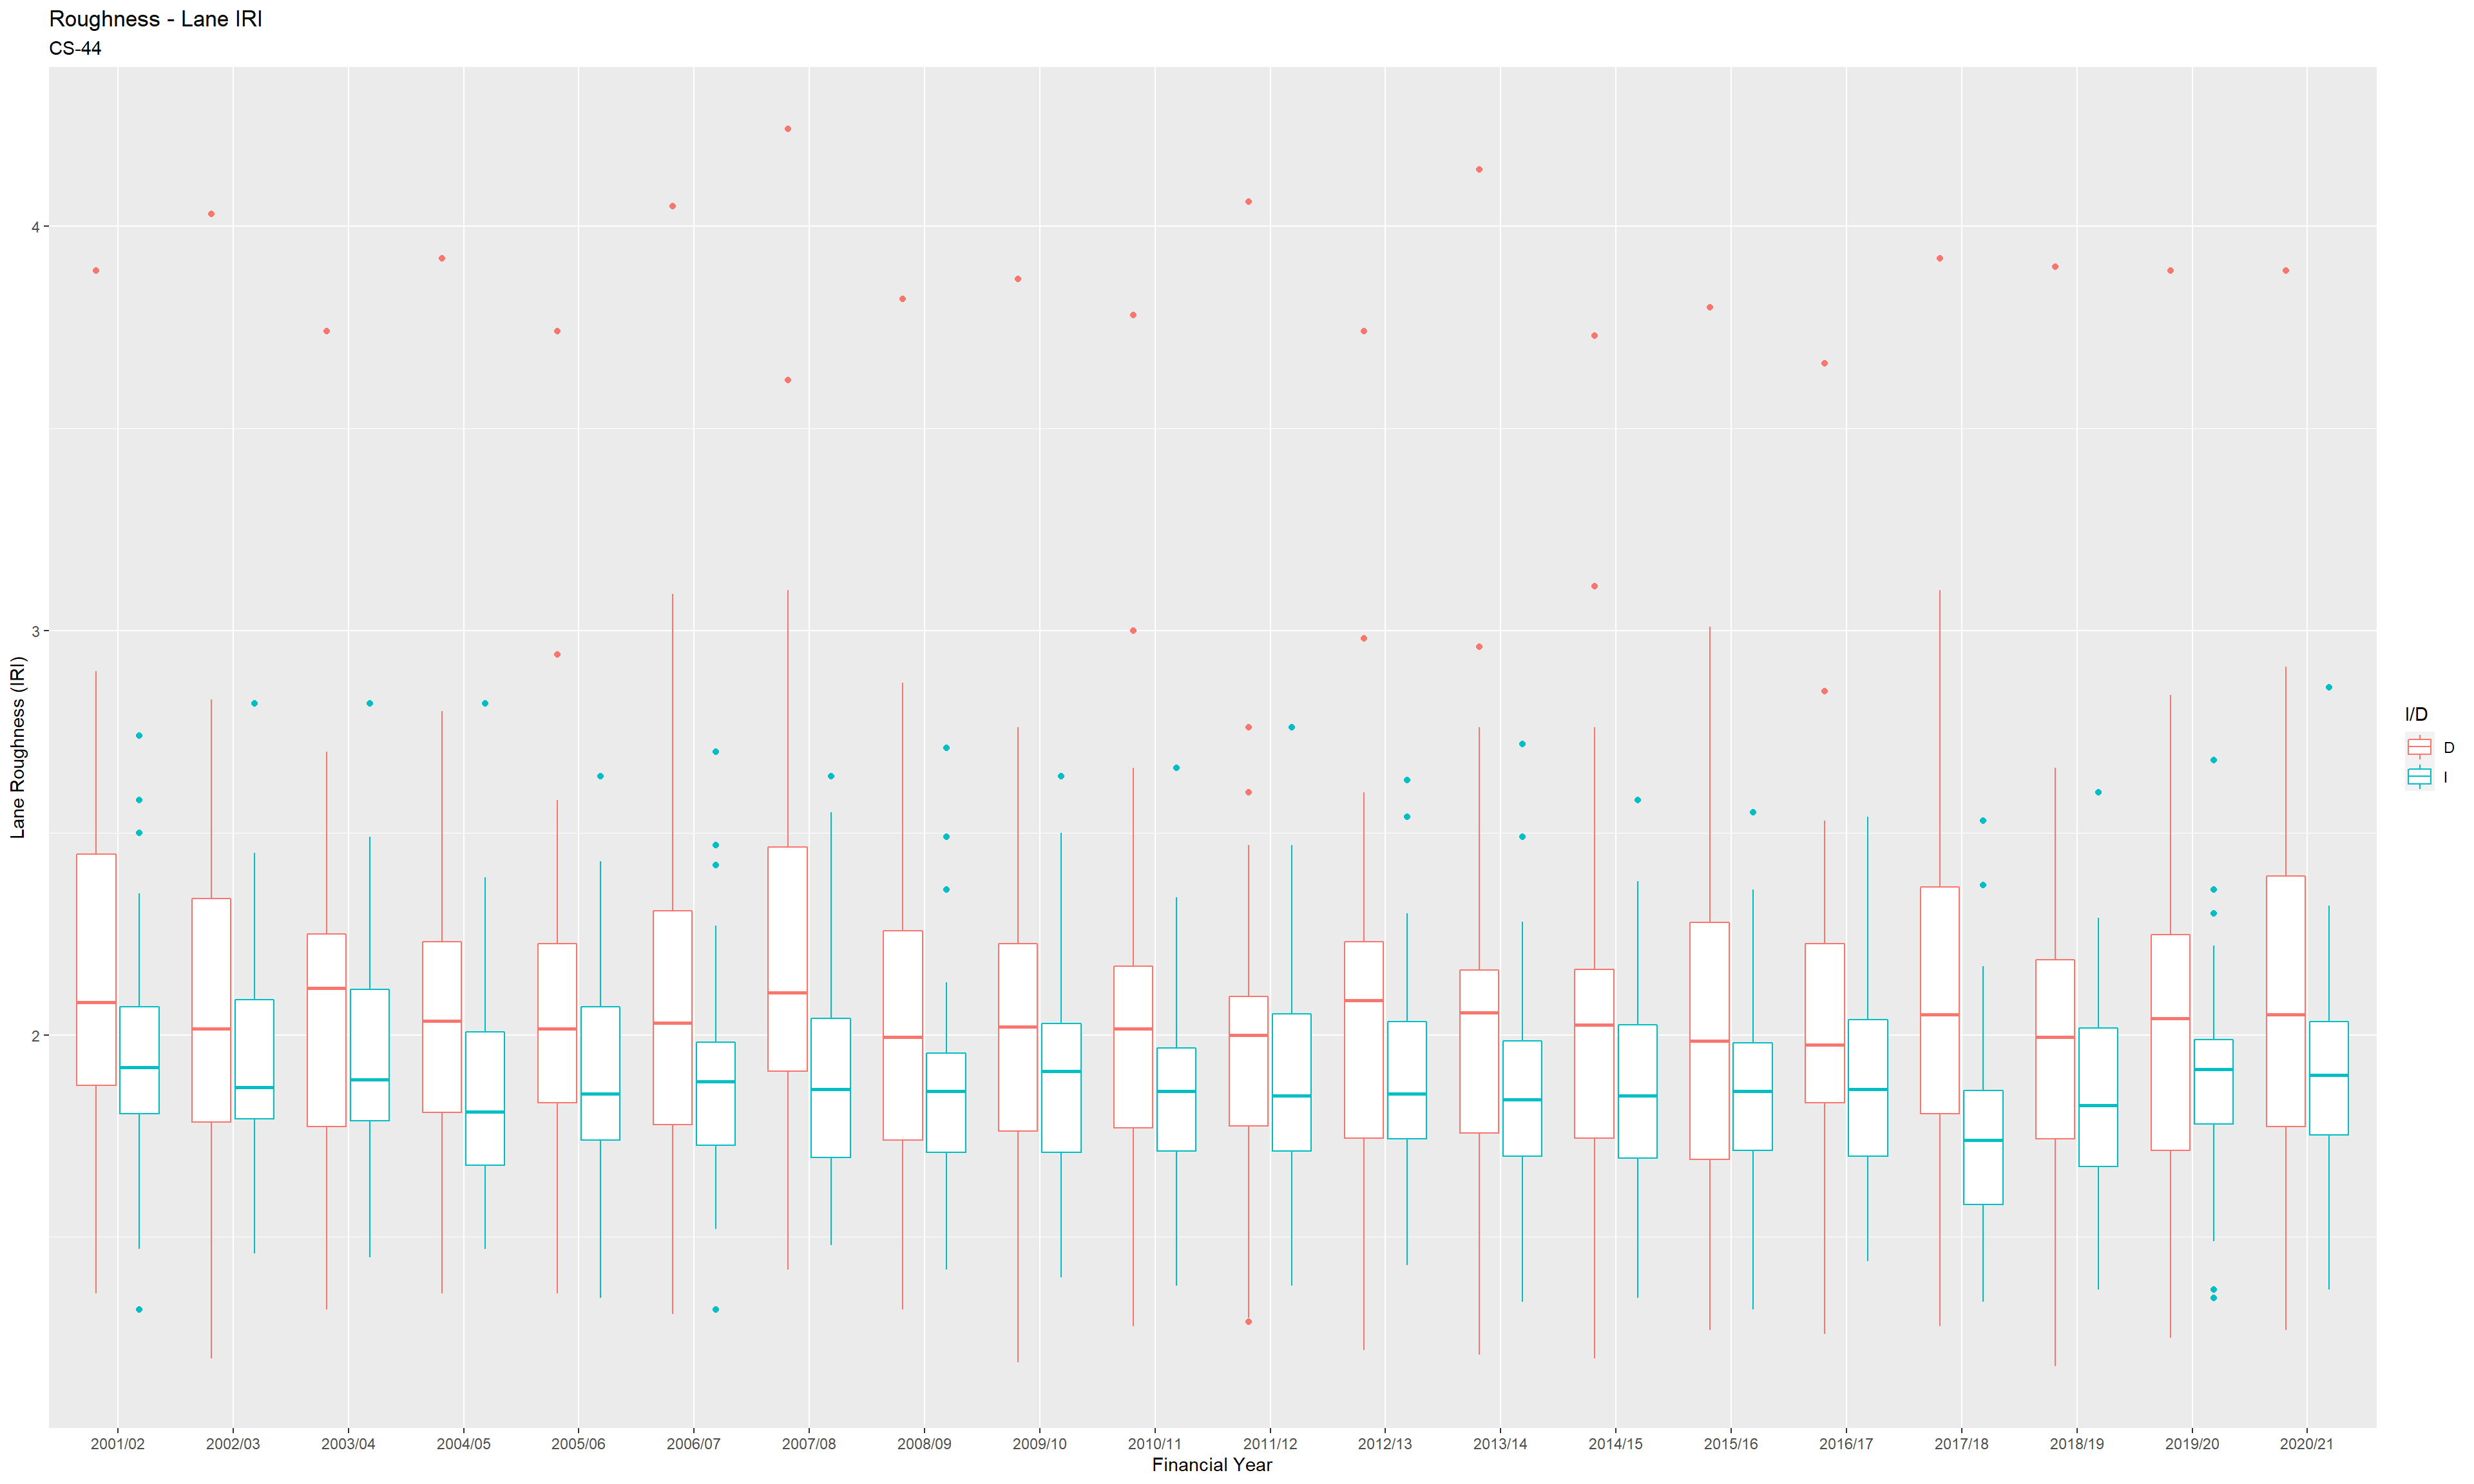 Roughness - Lane IRI
CS-44
Lane Roughness (IRI)
4
3
2
2001/02 2002/03 2003/04 2004/05 2005/06 2006/07 2007/08 2008/09 2009/10 2010/11 2011/12 2012/13 2013/14 2014/15 2015/16 2016/17 2017/18 2018/19 2019/20 2020/21
Financial Year
I/D
D
I